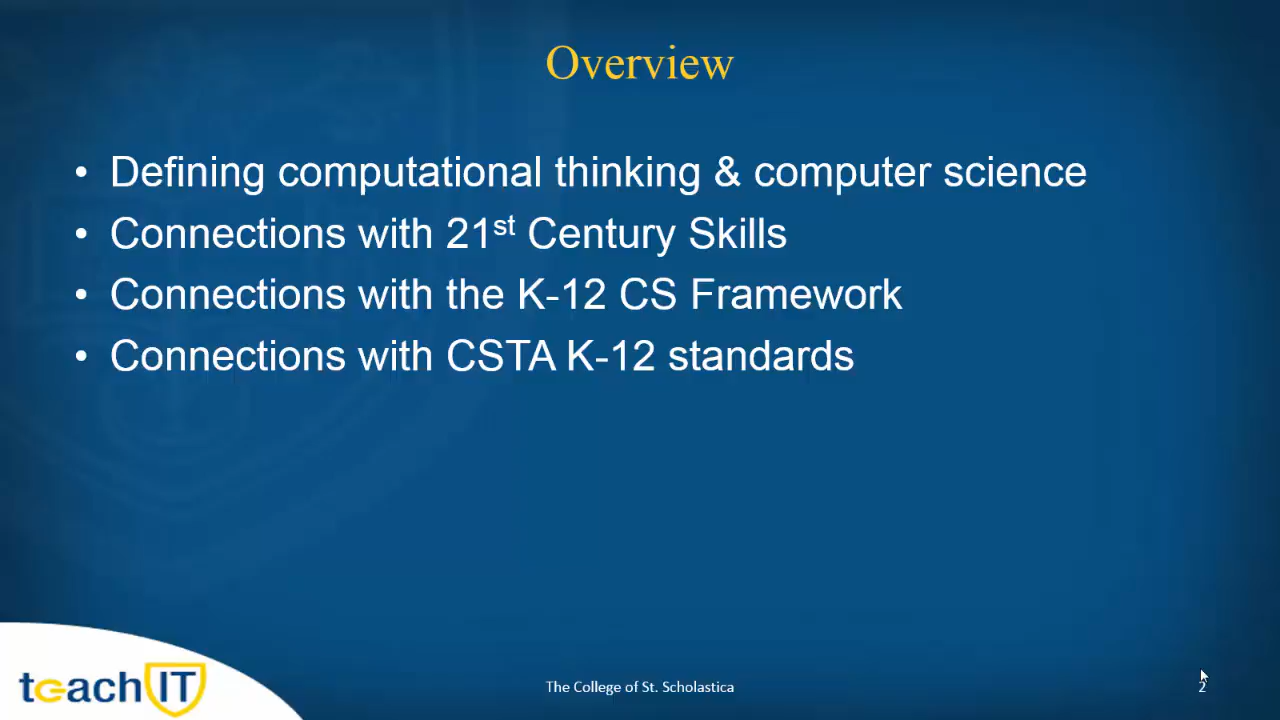 Overview
• Defining computational thinking & computer science
• Connections with 21st Century Skills
• Connections with the K-12 CS Framework
• Connections with CSTA K-12 standards
teachIT
The College of St. Scholastica
2